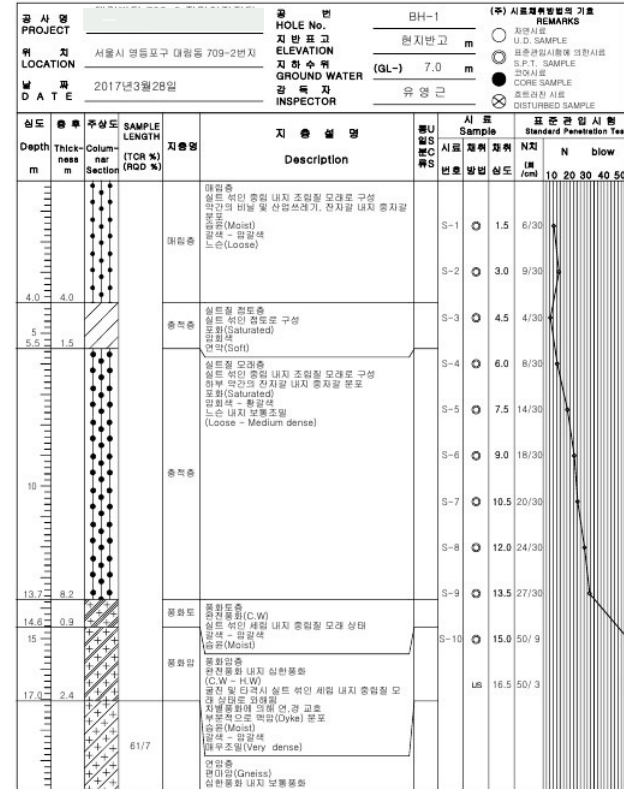 공 사 명
PROJECT
위 치 서울시 영등포구 대림동 709-2번지
LOCATION
날 짜 2017년3월28일
DATE
공 번 BH-1
HOLE No.
지 반 표 고 현지반고 m
ELEVATION
지 하 수 위 (GL-) 7.0 m
GROUND WATER
감 독 자 유 영 근
INSPECTOR
(주) 시료채취방법의 기호
REMARKS
자연시료
U.D. SAMPLE
표준관입시험에 의한시료
S.P.T. SAMPLE
코어시료
CORE SAMPLE
흐트러진 시료
DISTURBED SAMPLE
심도 층후 주상도 SAMPLE LENGTH (TCR %) (RQD %) 지층명 지 층 설 명 통일분류 USCS 시 료 표 준 관 입 시 험
Depth Thick-ness Colum-nar Section Description Sample Standard Penetration Test
m m 시료 번호 채취 방법 채취 심도 N치 (회/cm) N blow
10 20 30 40 50
매립층
실트 섞인 중립 내지 조립질 모래로 구성
약간의 비닐 및 산업쓰레기, 잔자갈 내지 중자갈
분포
습윤(Moist)
갈색 - 암갈색
느슨(Loose)
매립층
S-1 1.5 6/30
S-2 3.0 9/30
4.0 4.0
실트질 점토층
실트 섞인 점토로 구성
포화(Saturated)
암회색
연약(Soft)
충적층
S-3 4.5 4/30
5
5.5 1.5
실트질 모래층
실트 섞인 중립 내지 조립질 모래로 구성
하부 약간의 잔자갈 내지 중자갈 분포
포화(Saturated)
암회색 - 황갈색
느슨 내지 보통조밀
(Loose - Medium dense)
충적층
S-4 6.0 8/30
S-5 7.5 14/30
S-6 9.0 18/30
10
S-7 10.5 20/30
S-8 12.0 24/30
S-9 13.5 27/30
13.7 8.2
풍화토층
완전풍화(C.W)
실트 섞인 세립 내지 중립질 모래 상태
갈색 - 암갈색
습윤(Moist)
풍화토
14.6 0.9
15
S-10 15.0 50/ 9
풍화암층
완전풍화 내지 심한풍화
(C.W - H.W)
굴진 및 타격시 실트 섞인 세립 내지 중립질 모
래 상태로 와해됨
차별풍화에 의해 연,경 교호
부분적으로 맥암(Dyke) 분포
습윤(Moist)
갈색 - 암갈색
매우조밀(Very dense)
풍화암
us 16.5 50/ 3
17.0 2.4
61/7
연암층
편마암(Gneiss)
심한풍화 내지 보통풍화